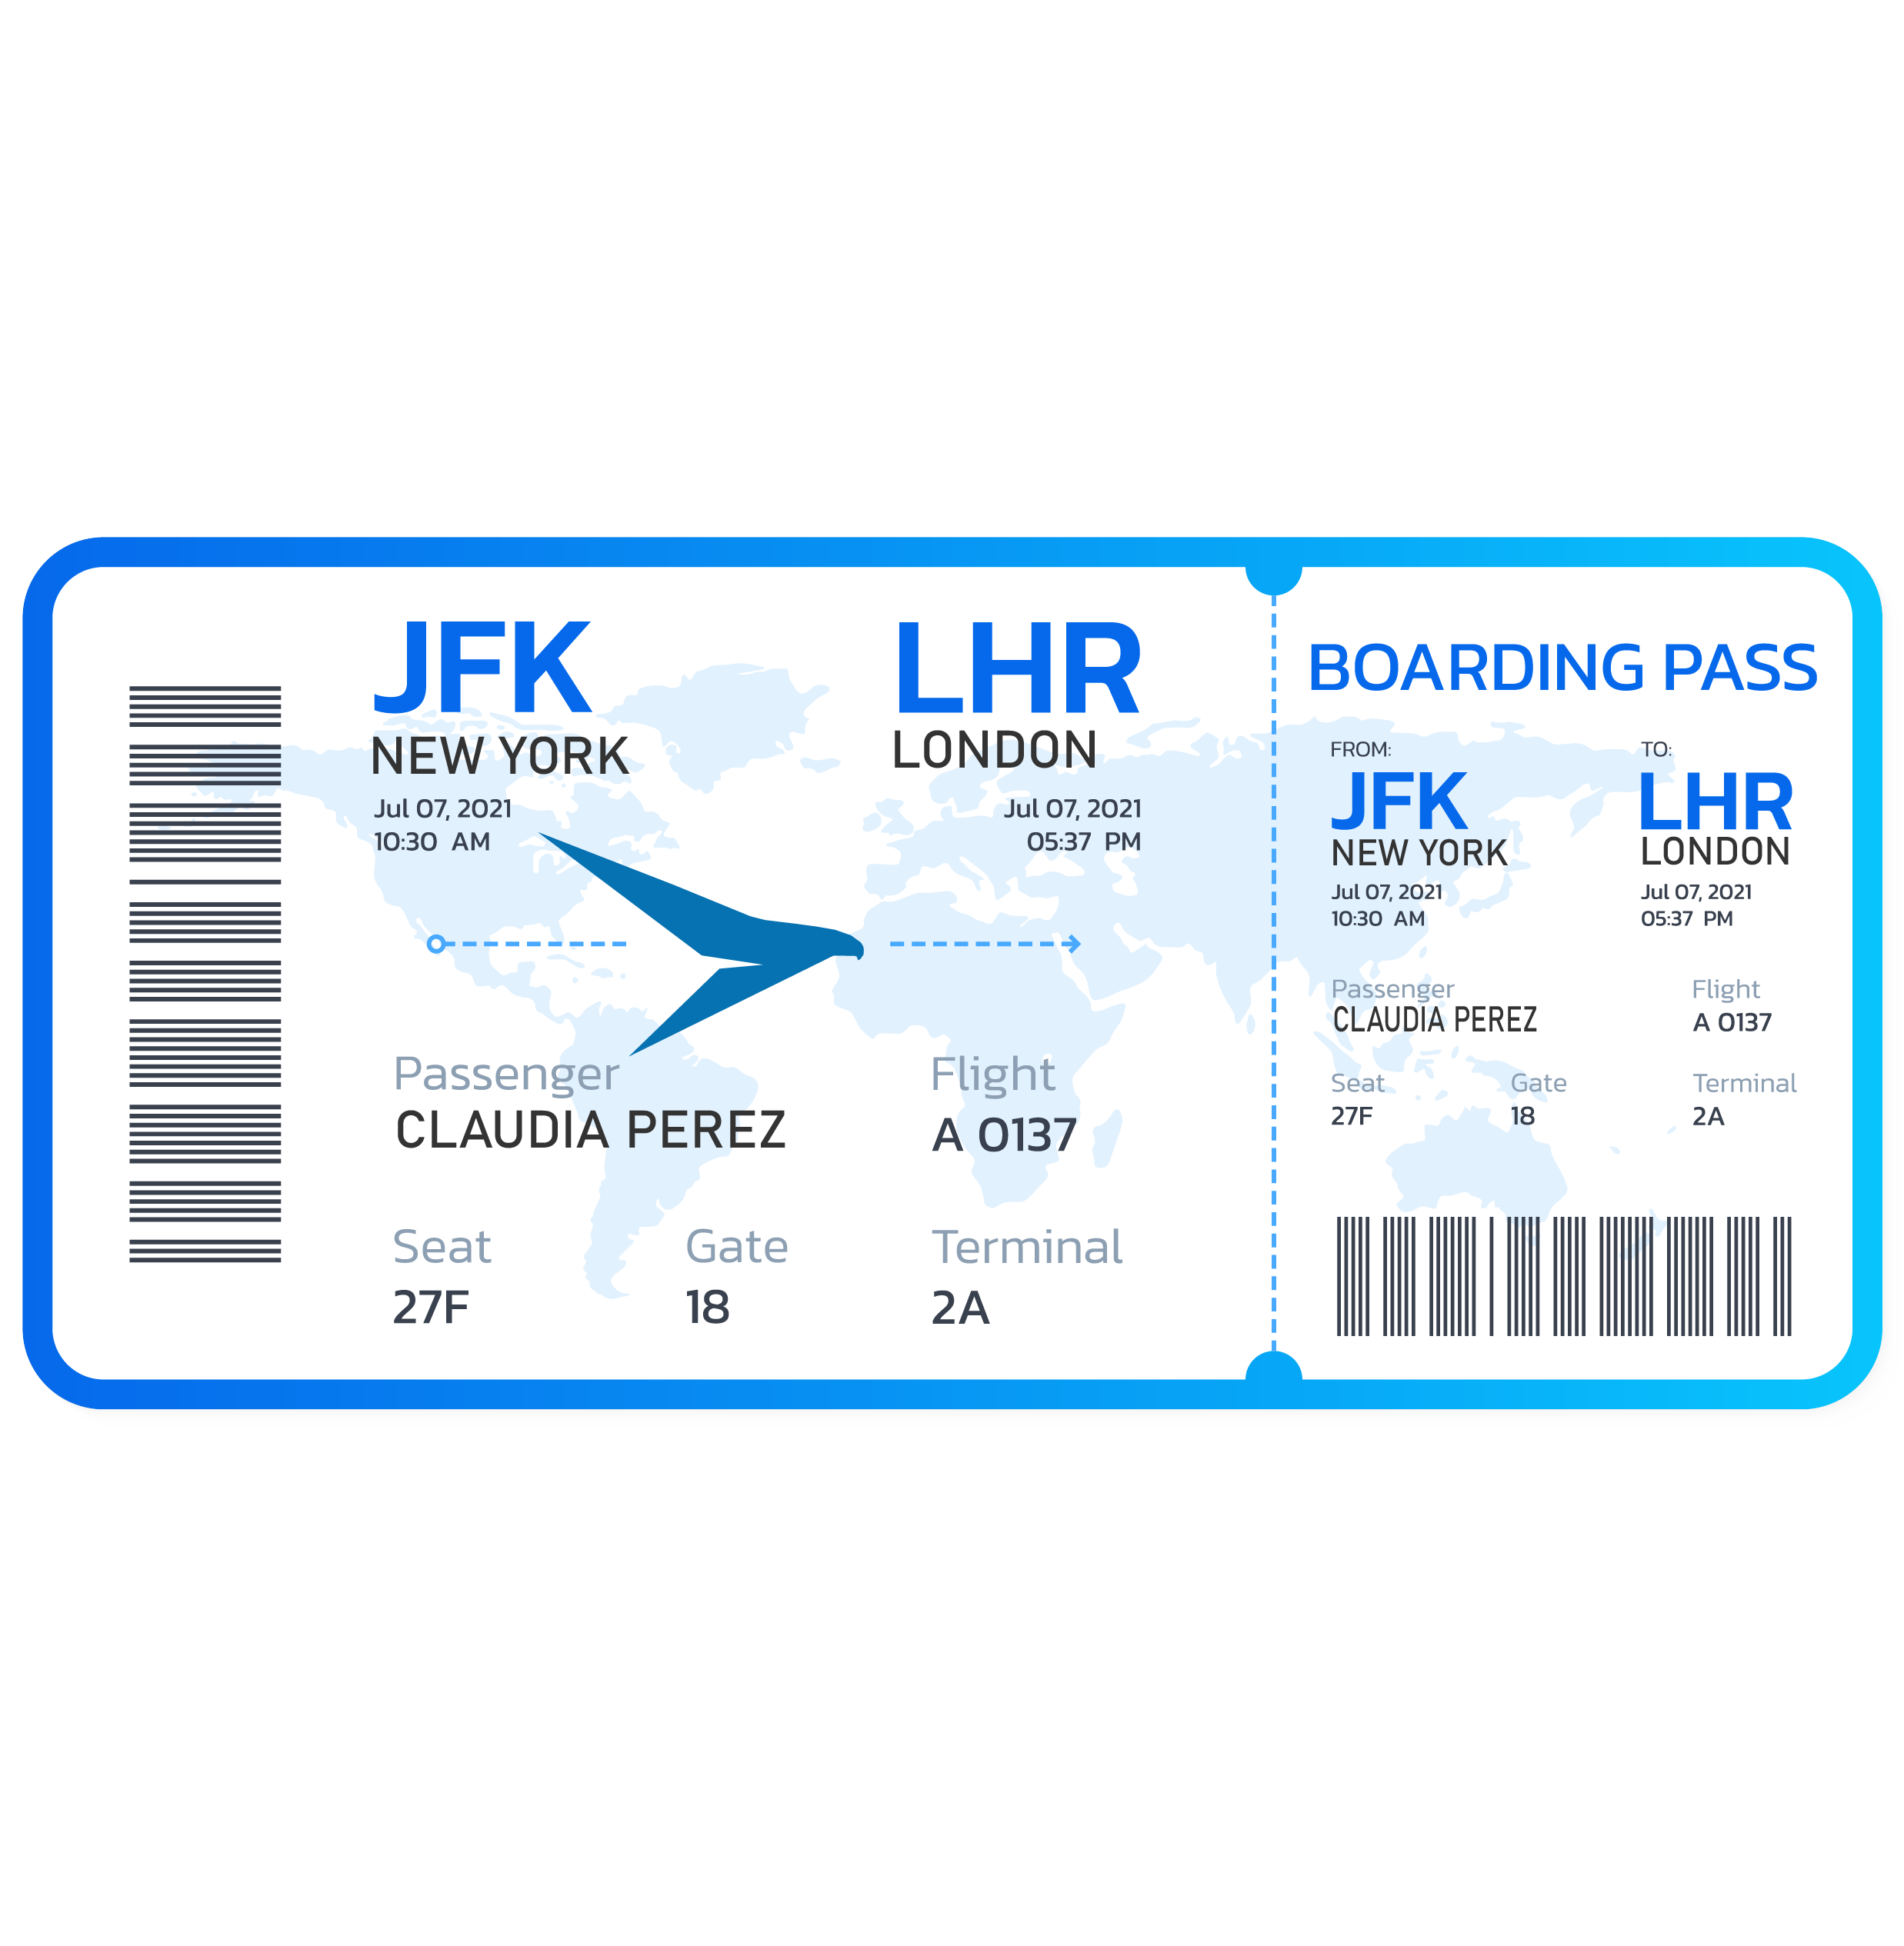 JFK
NEW YORK
Jul 07, 2021
10:30 AM
LHR
LONDON
Jul 07, 2021
05:37 PM
Passenger
CLAUDIA PEREZ
Flight
A 0137
Seat
27F
Gate
18
Terminal
2A
BOARDING PASS
FROM:
JFK
NEW YORK
Jul 07, 2021
10:30 AM
TO:
LHR
LONDON
Jul 07, 2021
05:37 PM
Passenger
CLAUDIA PEREZ
Flight
A 0137
Seat
27F
Gate
18
Terminal
2A